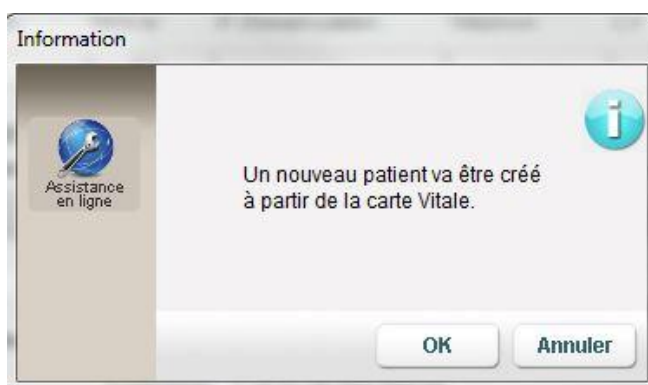 Information
Assistance
en ligne
Un nouveau patient va être créé
à partir de la carte Vitale.
OK
Annuler